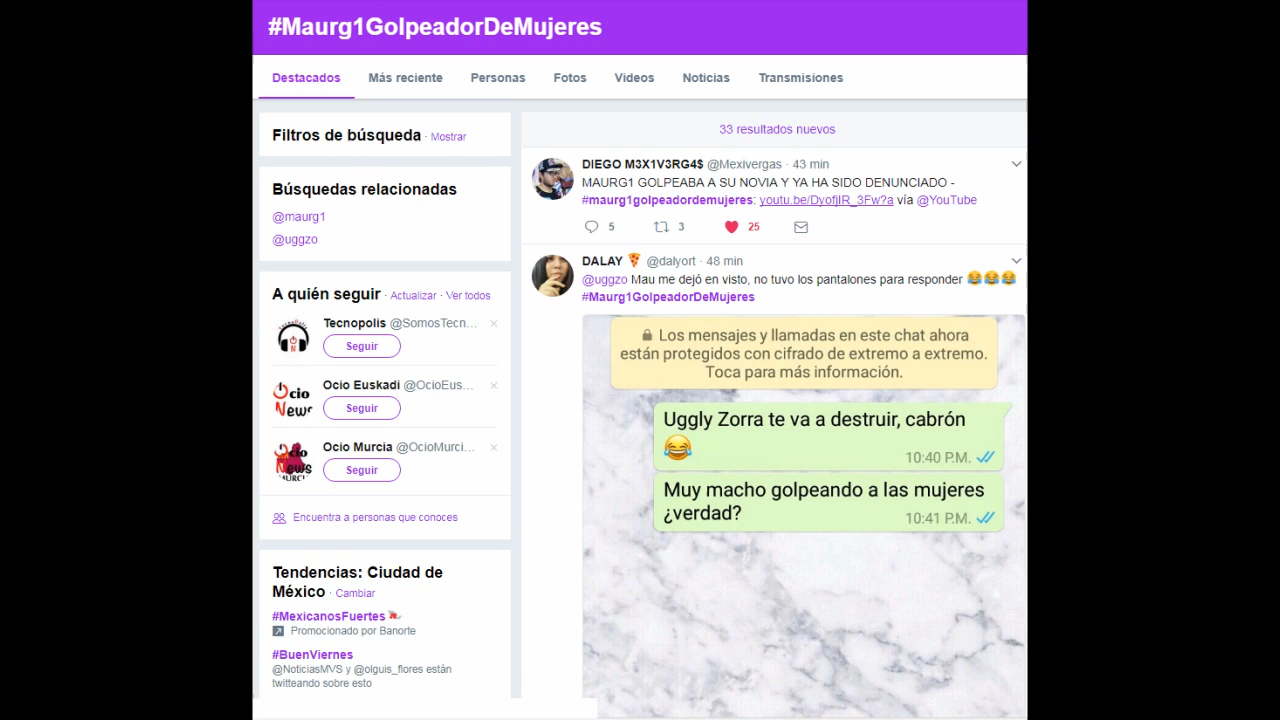 #Maurg1GolpeadorDeMujeres
Destacados Más reciente Personas Fotos Videos Noticias Transmisiones
Filtros de búsqueda · Mostrar
Búsquedas relacionadas
@maurg1
@uggzo
A quién seguir · Actualizar · Ver todos
Tecnopolis @SomosTecn...
Seguir
Ocio Euskadi @OcioEus...
Seguir
Ocio Murcia @OcioMurci...
Seguir
Encuentra a personas que conoces
Tendencias: Ciudad de
México · Cambiar
#MexicanosFuertes
Promocionado por Banorte
#BuenViernes
@NoticiasMVS y @olguis_flores están
twitteando sobre esto
33 resultados nuevos
DIEGO M3X1V3RG4$ @Mexivergas · 43 min
MAURG1 GOLPEABA A SU NOVIA Y YA HA SIDO DENUNCIADO -
#maurg1golpeadordemujeres: youtu.be/DyofjIR_3Fw?a vía @YouTube
5 3 25
DALAY 🍕 @dalyort · 48 min
@uggzo Mau me dejó en visto, no tuvo los pantalones para responder 😂😂😂
#Maurg1GolpeadorDeMujeres
Los mensajes y llamadas en este chat ahora
están protegidos con cifrado de extremo a extremo.
Toca para más información.
Uggly Zorra te va a destruir, cabrón
😂
10:40 P.M.
Muy macho golpeando a las mujeres
¿verdad?
10:41 P.M.